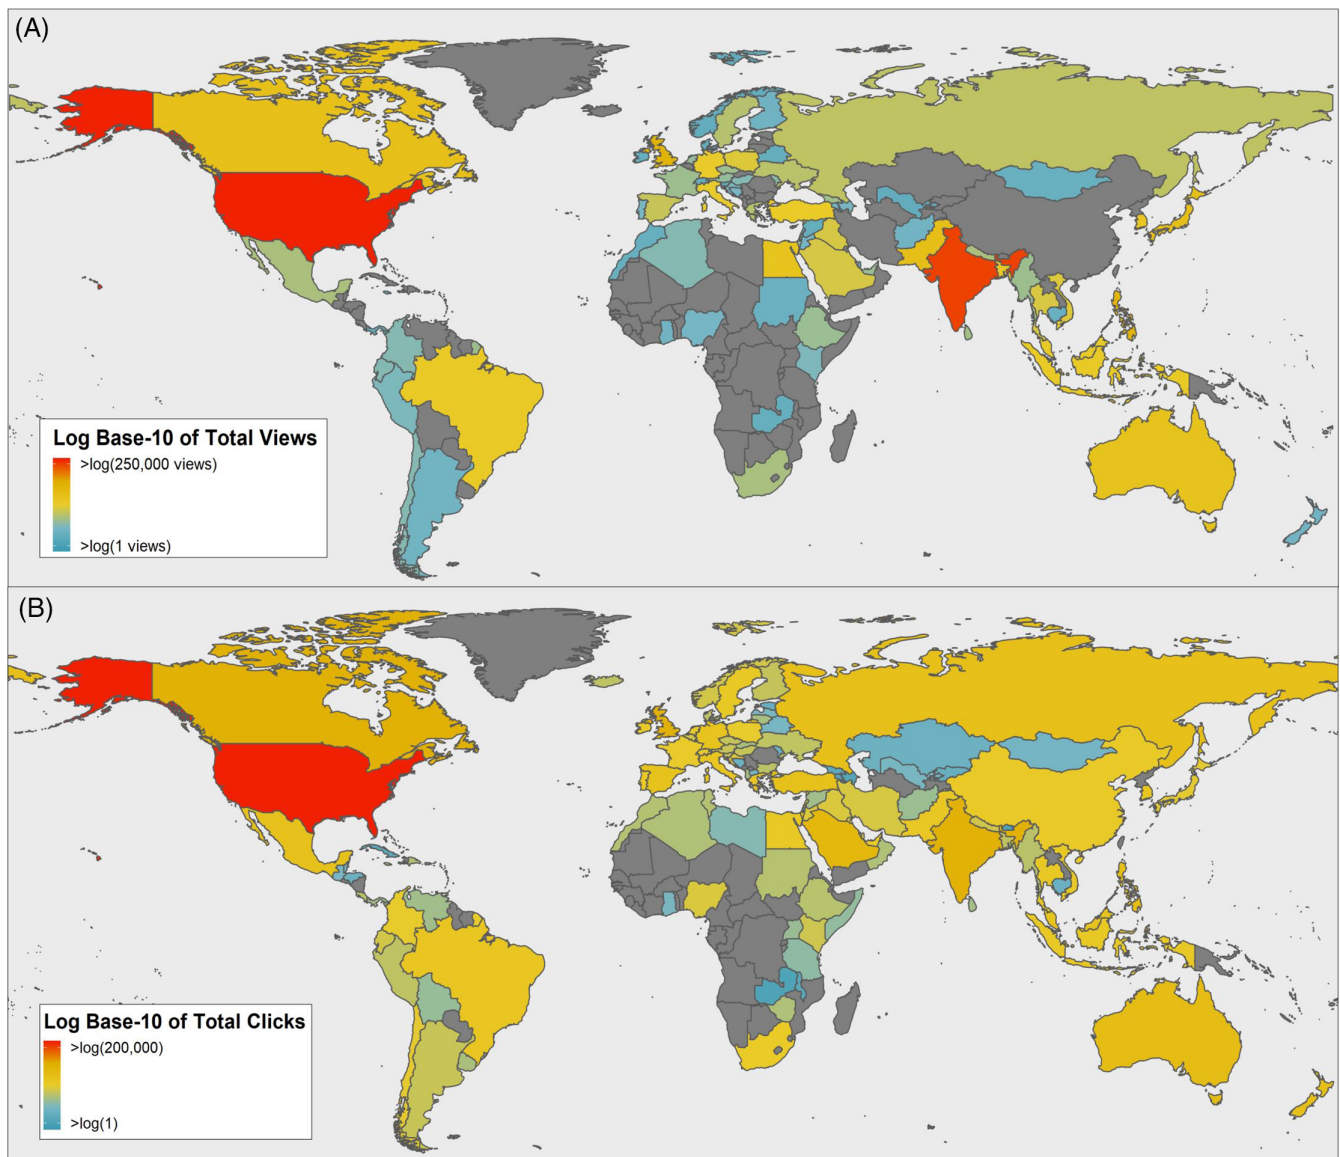 (A)
Log Base-10 of Total Views
>log(250,000 views)
>log(1 views)
(B)
Log Base-10 of Total Clicks
>log(200,000)
>log(1)